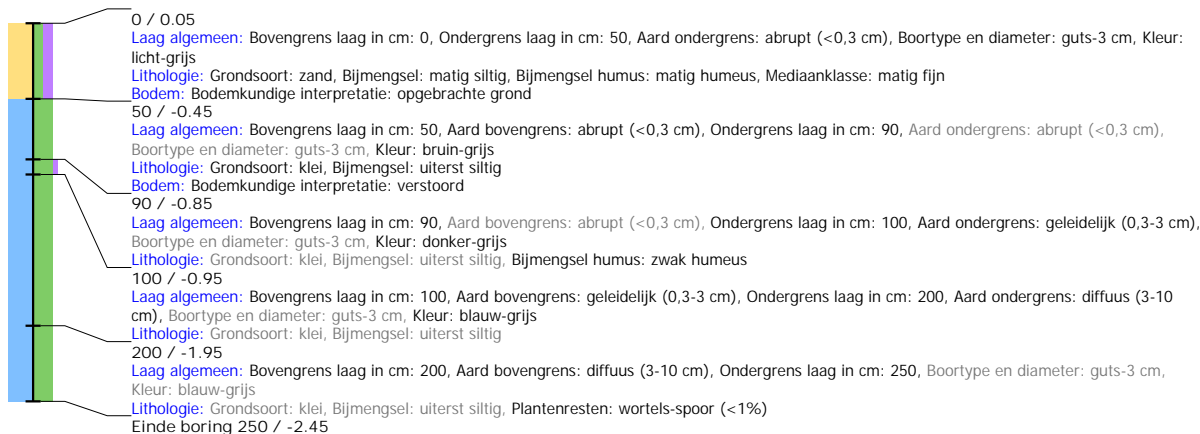 0 / 0.05
Laag algemeen: Bovengrens laag in cm: 0, Ondergrens laag in cm: 50, Aard ondergrens: abrupt (<0,3 cm), Boortype en diameter: guts-3 cm, Kleur:
licht-grijs
Lithologie: Grondsoort: zand, Bijmengsel: matig siltig, Bijmengsel humus: matig humeus, Mediaanklasse: matig fijn
Bodem: Bodemkundige interpretatie: opgebrachte grond
50 / -0.45
Laag algemeen: Bovengrens laag in cm: 50, Aard bovengrens: abrupt (<0,3 cm), Ondergrens laag in cm: 90, Aard ondergrens: abrupt (<0,3 cm),
Boortype en diameter: guts-3 cm, Kleur: bruin-grijs
Lithologie: Grondsoort: klei, Bijmengsel: uiterst siltig
Bodem: Bodemkundige interpretatie: verstoord
90 / -0.85
Laag algemeen: Bovengrens laag in cm: 90, Aard bovengrens: abrupt (<0,3 cm), Ondergrens laag in cm: 100, Aard ondergrens: geleidelijk (0,3-3 cm),
Boortype en diameter: guts-3 cm, Kleur: donker-grijs
Lithologie: Grondsoort: klei, Bijmengsel: uiterst siltig, Bijmengsel humus: zwak humeus
100 / -0.95
Laag algemeen: Bovengrens laag in cm: 100, Aard bovengrens: geleidelijk (0,3-3 cm), Ondergrens laag in cm: 200, Aard ondergrens: diffuus (3-10
cm), Boortype en diameter: guts-3 cm, Kleur: blauw-grijs
Lithologie: Grondsoort: klei, Bijmengsel: uiterst siltig
200 / -1.95
Laag algemeen: Bovengrens laag in cm: 200, Aard bovengrens: diffuus (3-10 cm), Ondergrens laag in cm: 250, Boortype en diameter: guts-3 cm,
Kleur: blauw-grijs
Lithologie: Grondsoort: klei, Bijmengsel: uiterst siltig, Plantenresten: wortels-spoor (<1%)
Einde boring 250 / -2.45